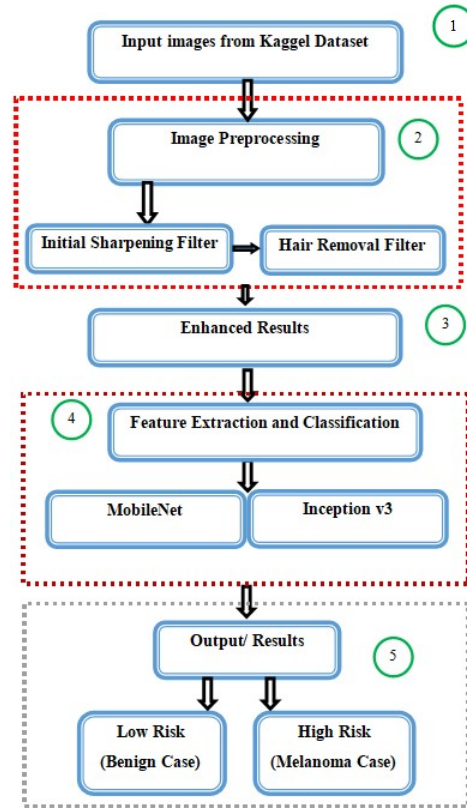 Input images from Kaggel Dataset
1
Image Preprocessing
2
Initial Sharpening Filter
Hair Removal Filter
Enhanced Results
3
4
Feature Extraction and Classification
MobileNet
Inception v3
Output/ Results
5
Low Risk
(Benign Case)
High Risk
(Melanoma Case)